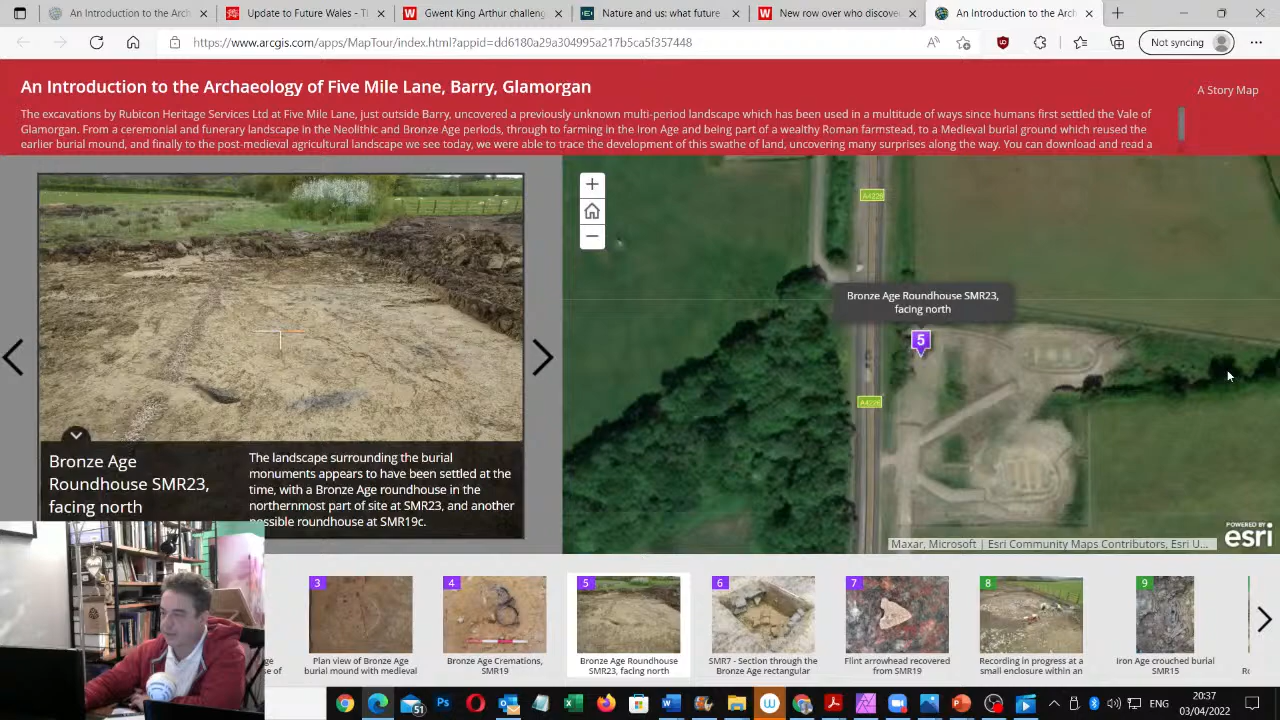 An Introduction to the Arch
Update to Future Wales - Th
Gwent King Arthur challeng
Nature and us: what future
New row over who discove
An Introduction to the Arch
https://www.arcgis.com/apps/MapTour/index.html?appid=dd6180a29a304995a217b5ca5f357448
Not syncing
An Introduction to the Archaeology of Five Mile Lane, Barry, Glamorgan
A Story Map
The excavations by Rubicon Heritage Services Ltd at Five Mile Lane, just outside Barry, uncovered a previously unknown multi-period landscape which has been used in a multitude of ways since humans first settled the Vale of
Glamorgan. From a ceremonial and funerary landscape in the Neolithic and Bronze Age periods, through to farming in the Iron Age and being part of a wealthy Roman farmstead, to a Medieval burial ground which reused the
earlier burial mound, and finally to the post-medieval agricultural landscape we see today, we were able to trace the development of this swathe of land, uncovering many surprises along the way. You can download and read a
A4226
Bronze Age Roundhouse SMR23,
facing north
5
A4226
Bronze Age
Roundhouse SMR23,
facing north
The landscape surrounding the burial
monuments appears to have been settled at the
time, with a Bronze Age roundhouse in the
northernmost part of site at SMR23, and another
possible roundhouse at SMR19c.
POWERED BY
esri
Maxar, Microsoft | Esri Community Maps Contributors, Esri U...
3
4
5
6
7
8
9
Plan view of Bronze Age
burial mound with medieval
Bronze Age Cremations,
SMR19
Bronze Age Roundhouse
SMR23, facing north
SMR7 - Section through the
Bronze Age rectangular
Flint arrowhead recovered
from SMR19
Recording in progress at a
small enclosure within an
Iron Age crouched burial
SMR15
51
ENG
20:37
03/04/2022